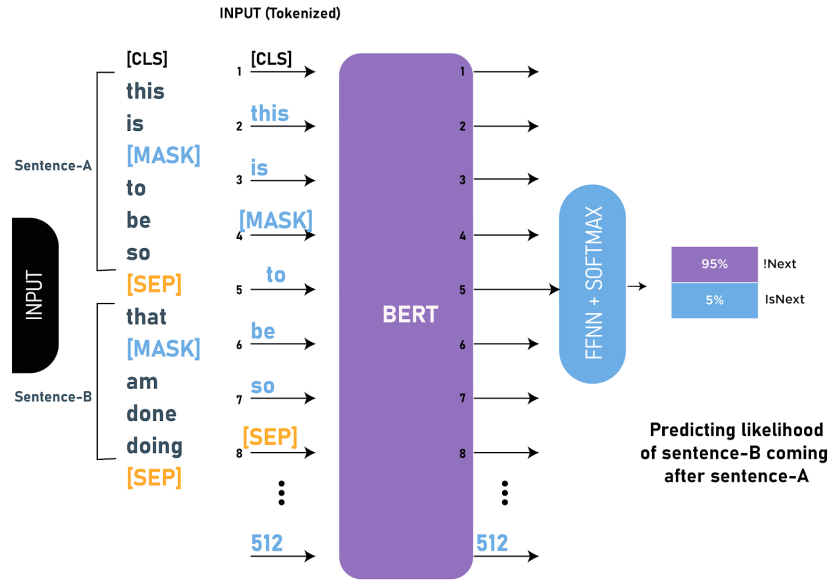 INPUT (Tokenized)
INPUT
Sentence-A
[CLS]
this
is
[MASK]
to
be
so
[SEP]
Sentence-B
that
[MASK]
am
done
doing
[SEP]
1 [CLS]
2 this
3 is
4 [MASK]
5 to
6 be
7 so
8 [SEP]
512
BERT
1
2
3
4
5
6
7
8
512
FFNN + SOFTMAX
95% !Next
5% IsNext
Predicting likelihood
of sentence-B coming
after sentence-A